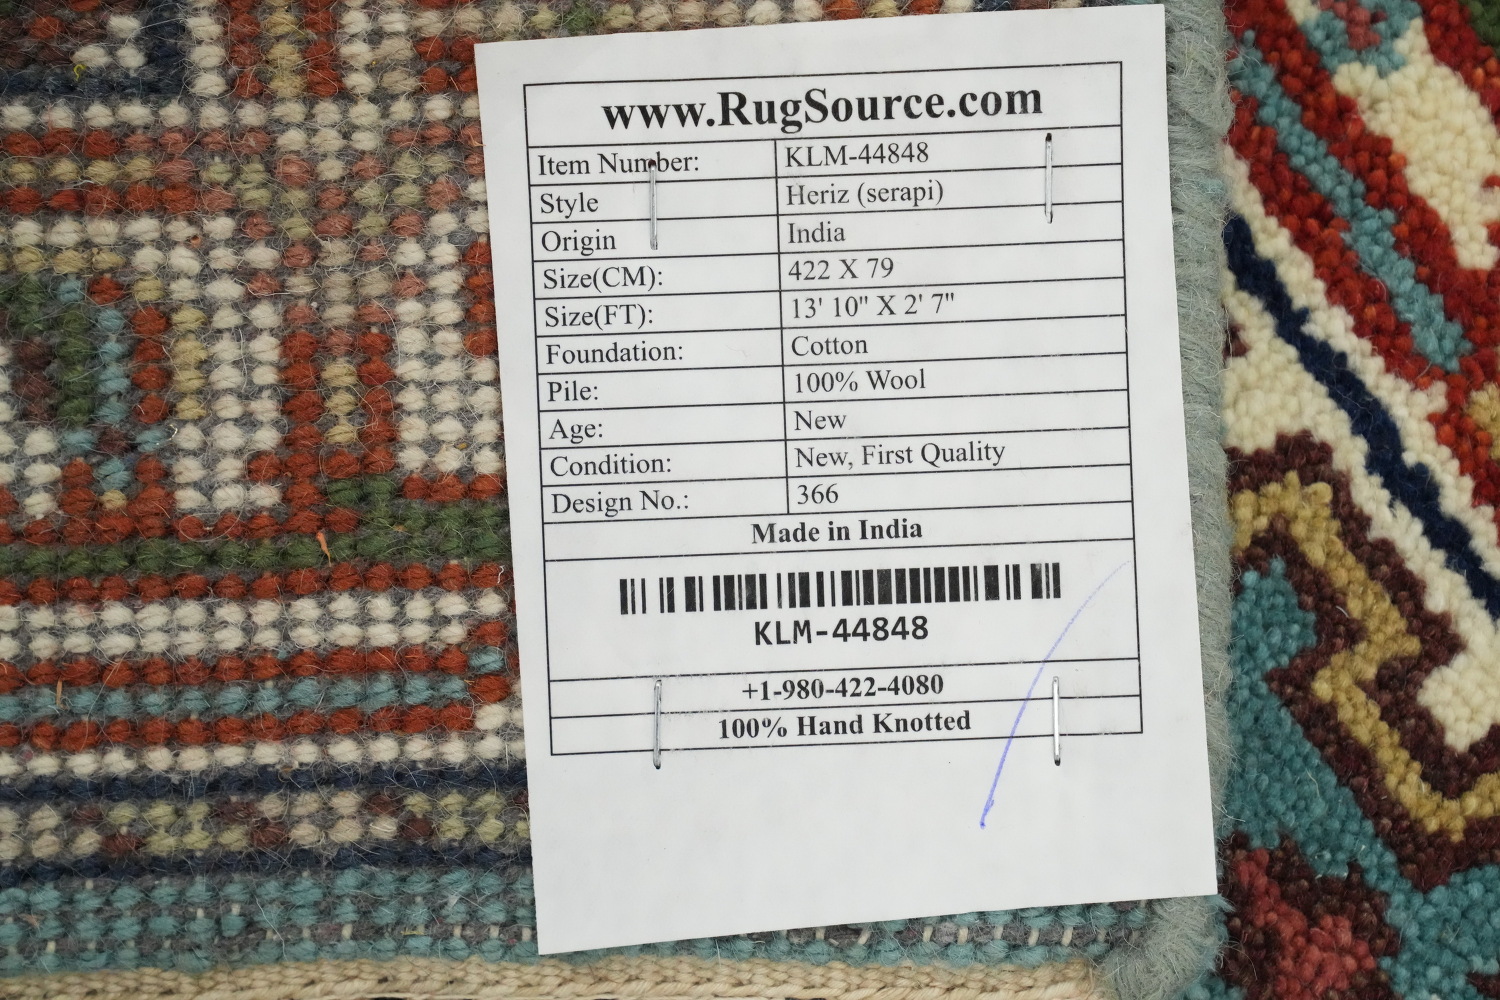 www.RugSource.com
Item Number: KLM-44848
Style Heriz (serapi)
Origin India
Size(CM): 422 X 79
Size(FT): 13' 10" X 2' 7"
Foundation: Cotton
Pile: 100% Wool
Age: New
Condition: New, First Quality
Design No.: 366
Made in India
KLM-44848
+1-980-422-4080
100% Hand Knotted